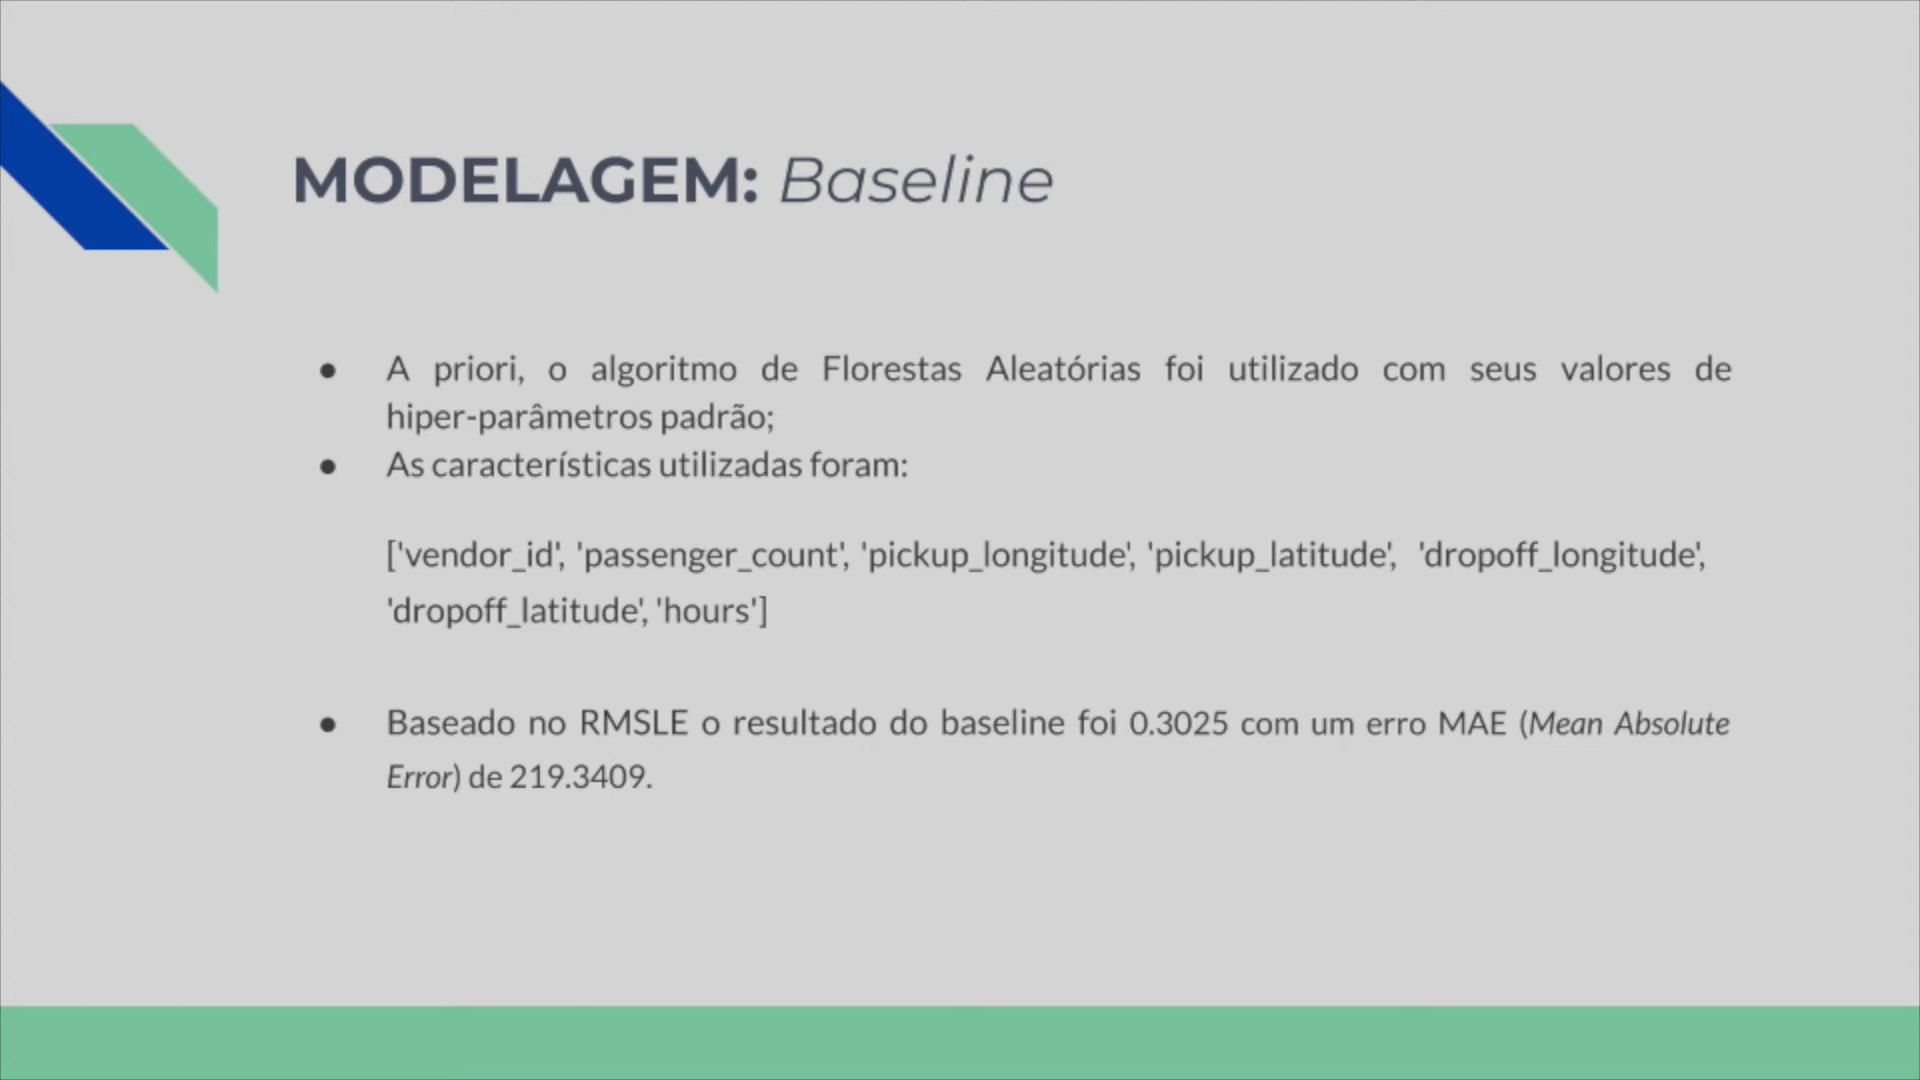 MODELAGEM: Baseline
● A priori, o algoritmo de Florestas Aleatórias foi utilizado com seus valores de
hiper-parâmetros padrão;
● As características utilizadas foram:
['vendor_id', 'passenger_count', 'pickup_longitude', 'pickup_latitude', 'dropoff_longitude',
'dropoff_latitude', 'hours']
● Baseado no RMSLE o resultado do baseline foi 0.3025 com um erro MAE (Mean Absolute
Error) de 219.3409.